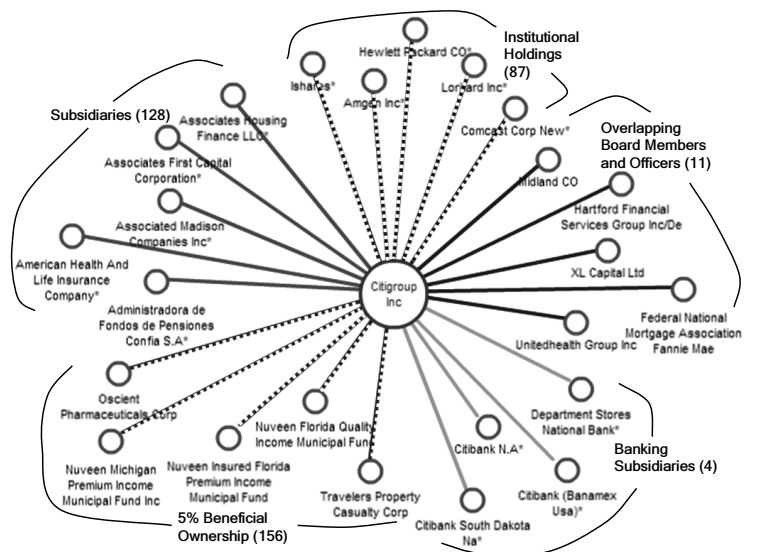 Institutional
Holdings
(87)
Hewlett Packard CO*
Ishares*
Amgen Inc*
Lorilard Inc*
Comcast Corp New*
Subsidiaries (128)
Associates Housing
Finance LLC*
Associates First Capital
Corporation*
Associated Madison
Companies Inc*
American Health And
Life Insurance
Company*
Administradora de
Fondos de Pensiones
Confia S.A*
Overlapping
Board Members
and Officers (11)
Midland CO
Hartford Financial
Services Group Inc/De
XL Capital Ltd
Federal National
Mortgage Association
Fannie Mae
Unitedhealth Group Inc
Citigroup
Inc
Oscient
Pharmaceuticals Corp
Nuveen Michigan
Premium Income
Municipal Fund Inc
Nuveen Insured Florida
Premium Income
Municipal Fund
Nuveen Florida Quality
Income Municipal Fund
Travelers Property
Casualty Corp
5% Beneficial
Ownership (156)
Department Stores
National Bank*
Citibank N.A*
Citibank (Banamex
Usa)*
Citibank South Dakota
Na*
Banking
Subsidiaries (4)